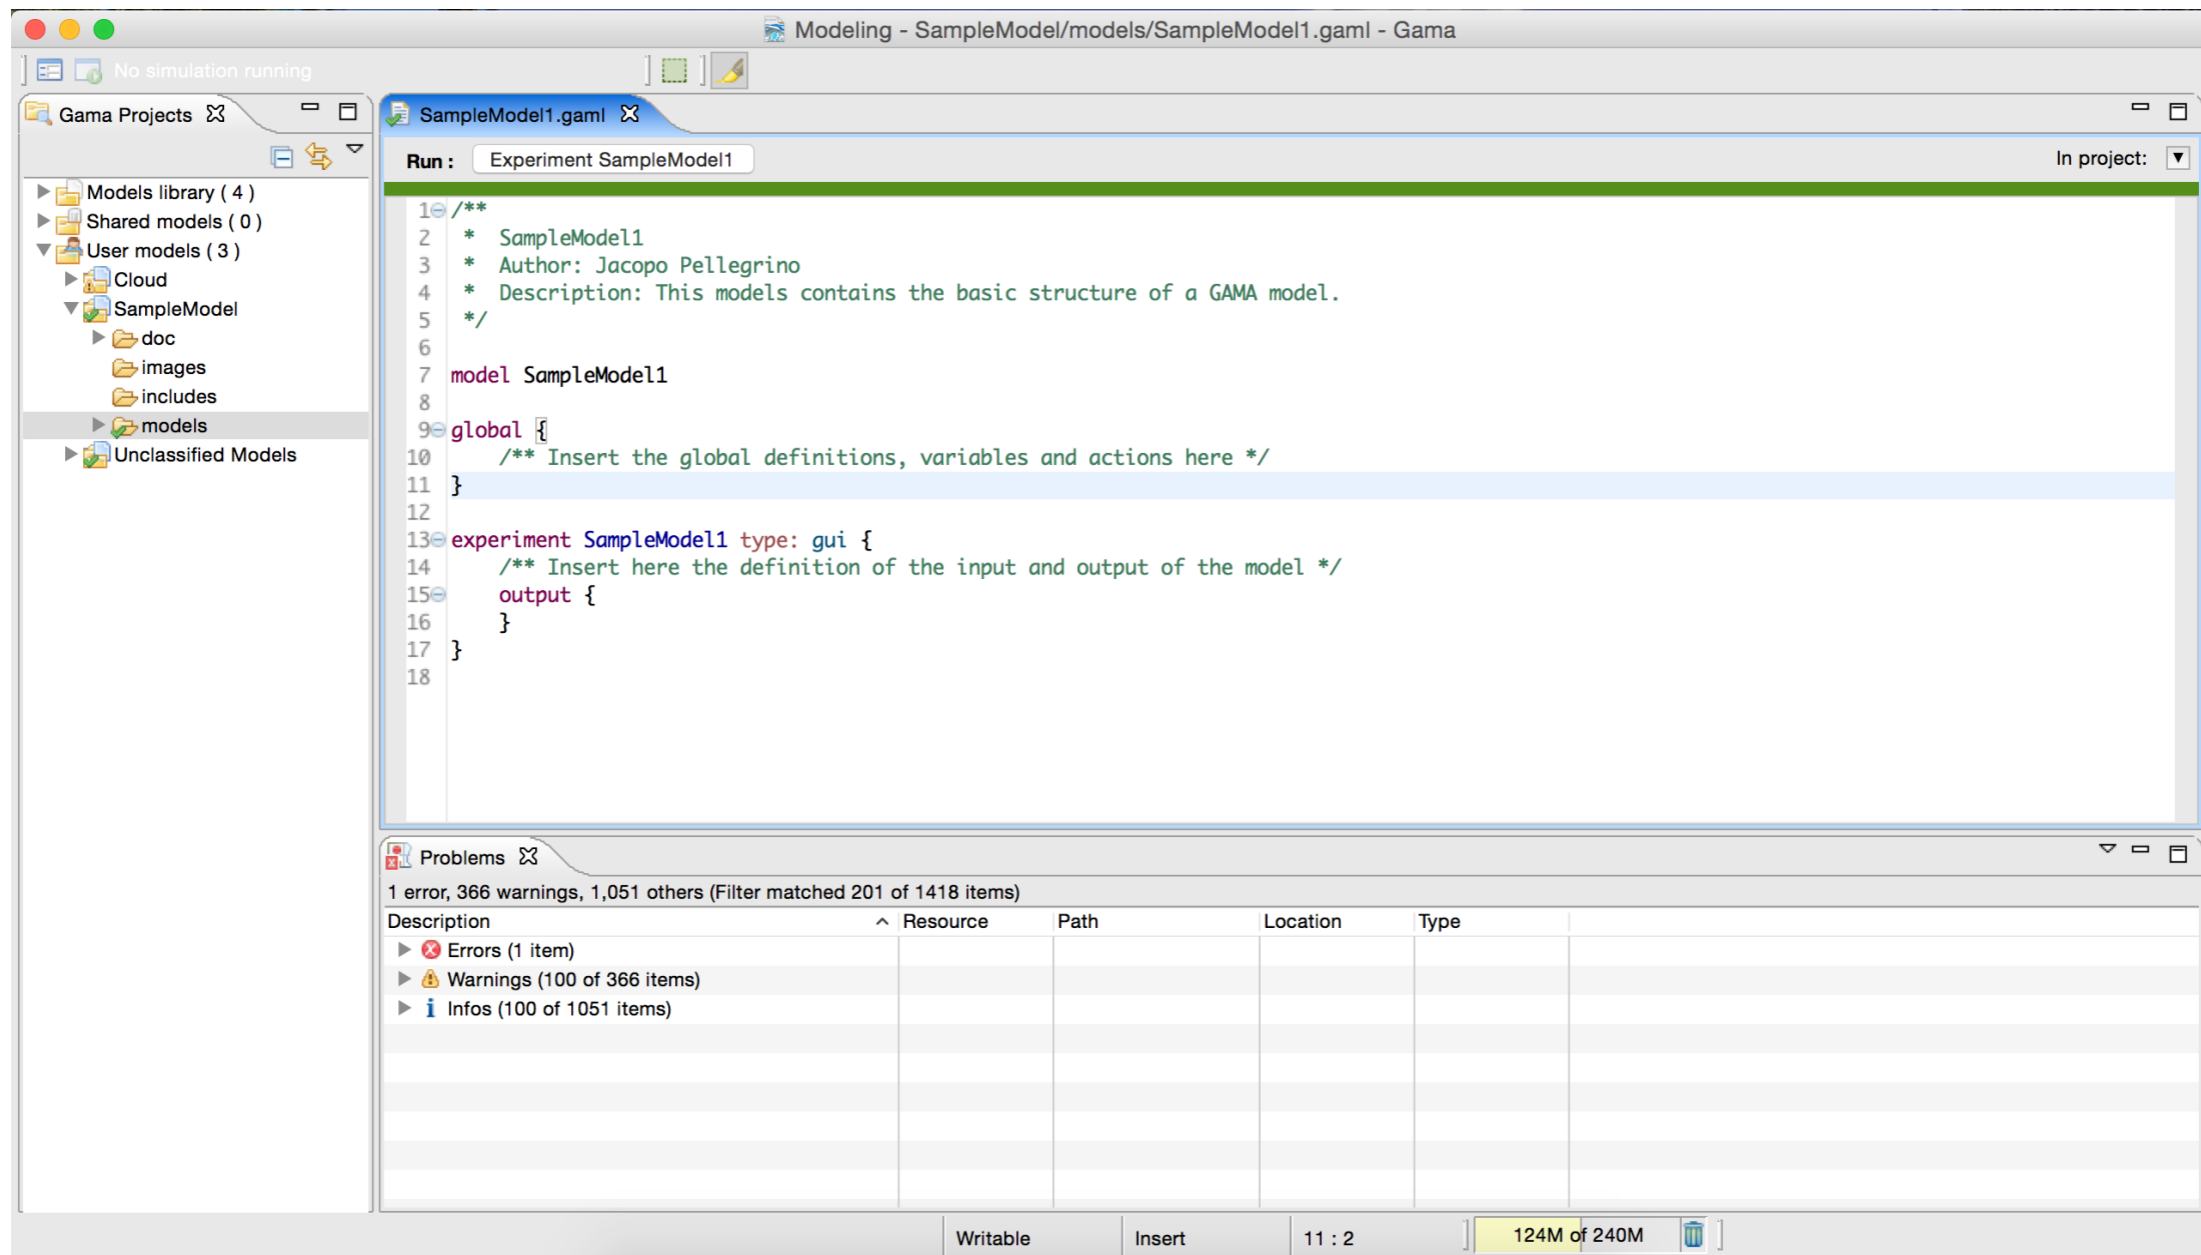 Modeling - SampleModel/models/SampleModel1.gaml - Gama
No simulation running
Gama Projects
Models library ( 4 )
Shared models ( 0 )
User models ( 3 )
Cloud
SampleModel
doc
images
includes
models
Unclassified Models
SampleModel1.gaml
Run : Experiment SampleModel1 In project:
1 /**
2 * SampleModel1
3 * Author: Jacopo Pellegrino
4 * Description: This models contains the basic structure of a GAMA model.
5 */
6
7 model SampleModel1
8
9 global {
10 /** Insert the global definitions, variables and actions here */
11 }
12
13 experiment SampleModel1 type: gui {
14 /** Insert here the definition of the input and output of the model */
15 output {
16 }
17 }
18
Problems
1 error, 366 warnings, 1,051 others (Filter matched 201 of 1418 items)
Description Resource Path Location Type
Errors (1 item)
Warnings (100 of 366 items)
Infos (100 of 1051 items)
Writable Insert 11 : 2 124M of 240M